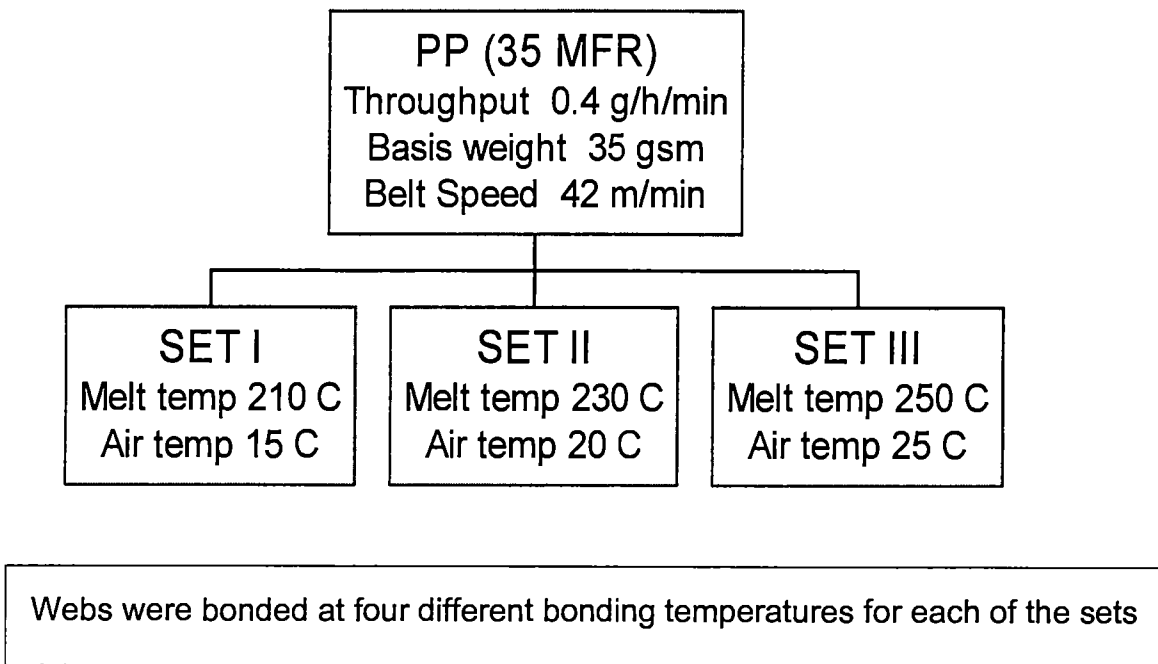 PP (35 MFR)
Throughput 0.4 g/h/min
Basis weight 35 gsm
Belt Speed 42 m/min
SET I
Melt temp 210 C
Air temp 15 C
SET II
Melt temp 230 C
Air temp 20 C
SET III
Melt temp 250 C
Air temp 25 C
Webs were bonded at four different bonding temperatures for each of the sets